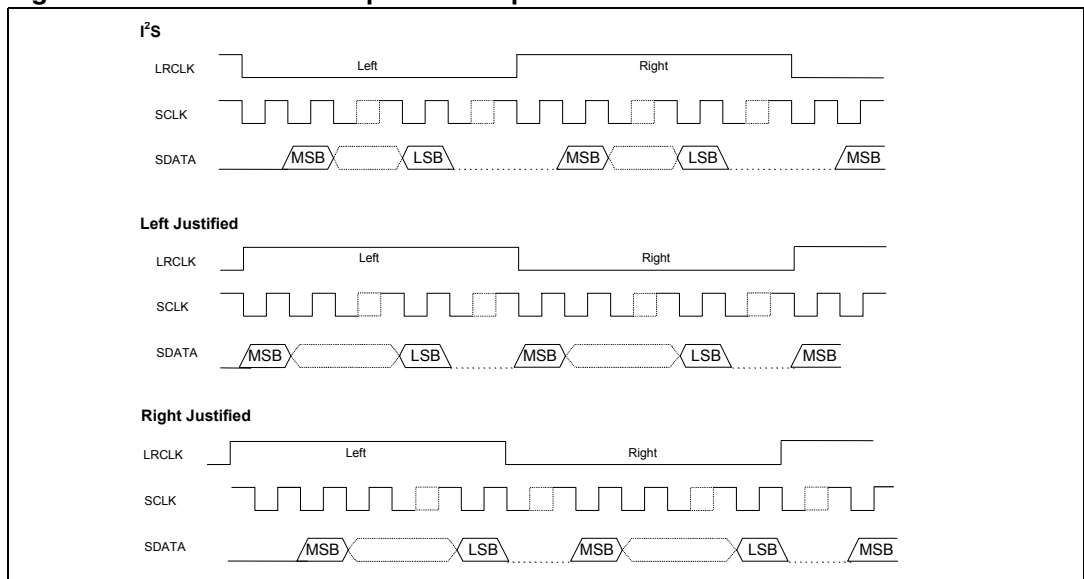 I²S
LRCLK Left Right
SCLK
SDATA MSB LSB MSB LSB MSB
Left Justified
LRCLK Left Right
SCLK
SDATA MSB LSB MSB LSB MSB
Right Justified
LRCLK Left Right
SCLK
SDATA MSB LSB MSB LSB MSB